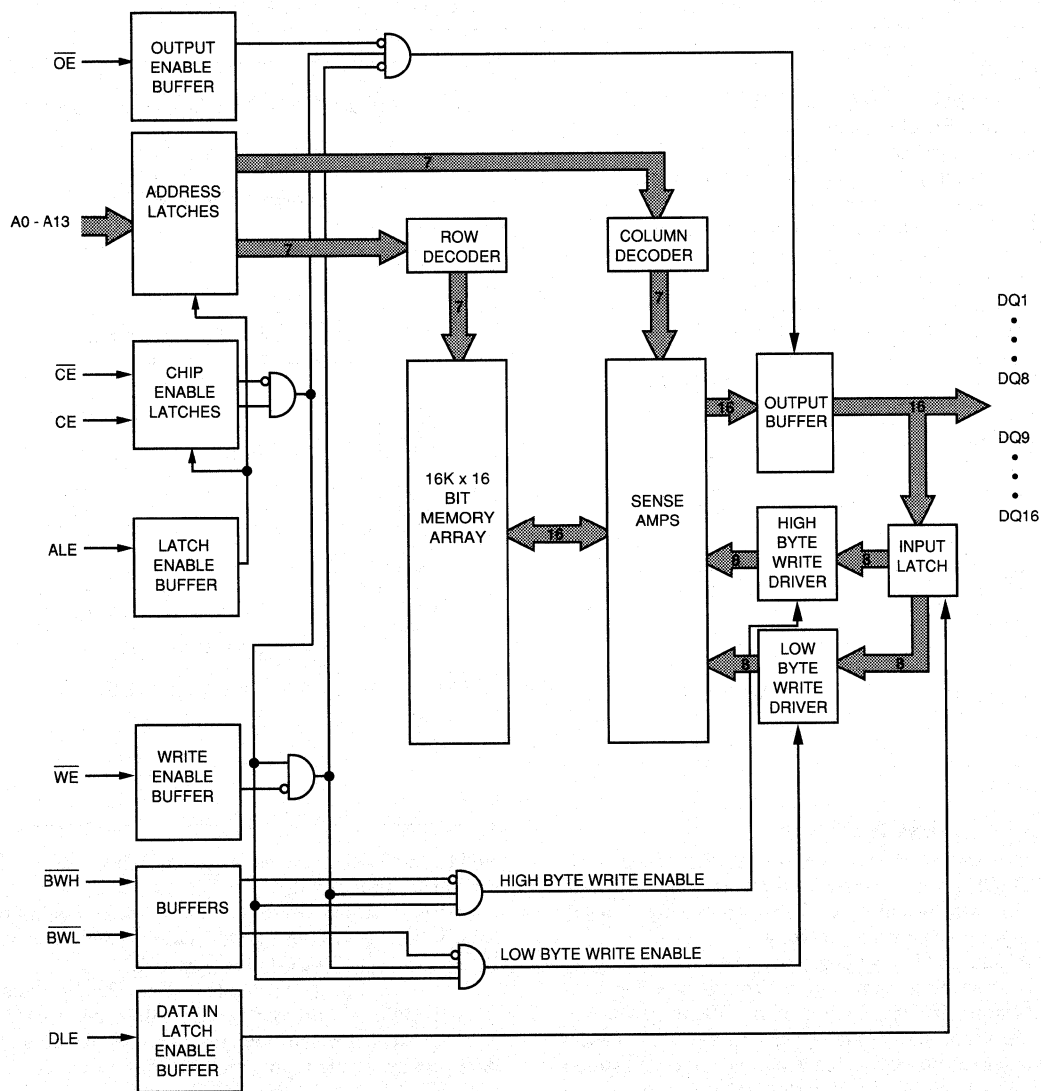 OE
OUTPUT
ENABLE
BUFFER
A0 - A13
ADDRESS
LATCHES
7
7
ROW
DECODER
COLUMN
DECODER
7
7
CE
CE
CHIP
ENABLE
LATCHES
ALE
LATCH
ENABLE
BUFFER
16K x 16
BIT
MEMORY
ARRAY
16
SENSE
AMPS
16
OUTPUT
BUFFER
16
DQ1
DQ8
DQ9
DQ16
HIGH
BYTE
WRITE
DRIVER
8
8
INPUT
LATCH
LOW
BYTE
WRITE
DRIVER
8
8
WE
WRITE
ENABLE
BUFFER
BWH
BWL
BUFFERS
HIGH BYTE WRITE ENABLE
LOW BYTE WRITE ENABLE
DLE
DATA IN
LATCH
ENABLE
BUFFER